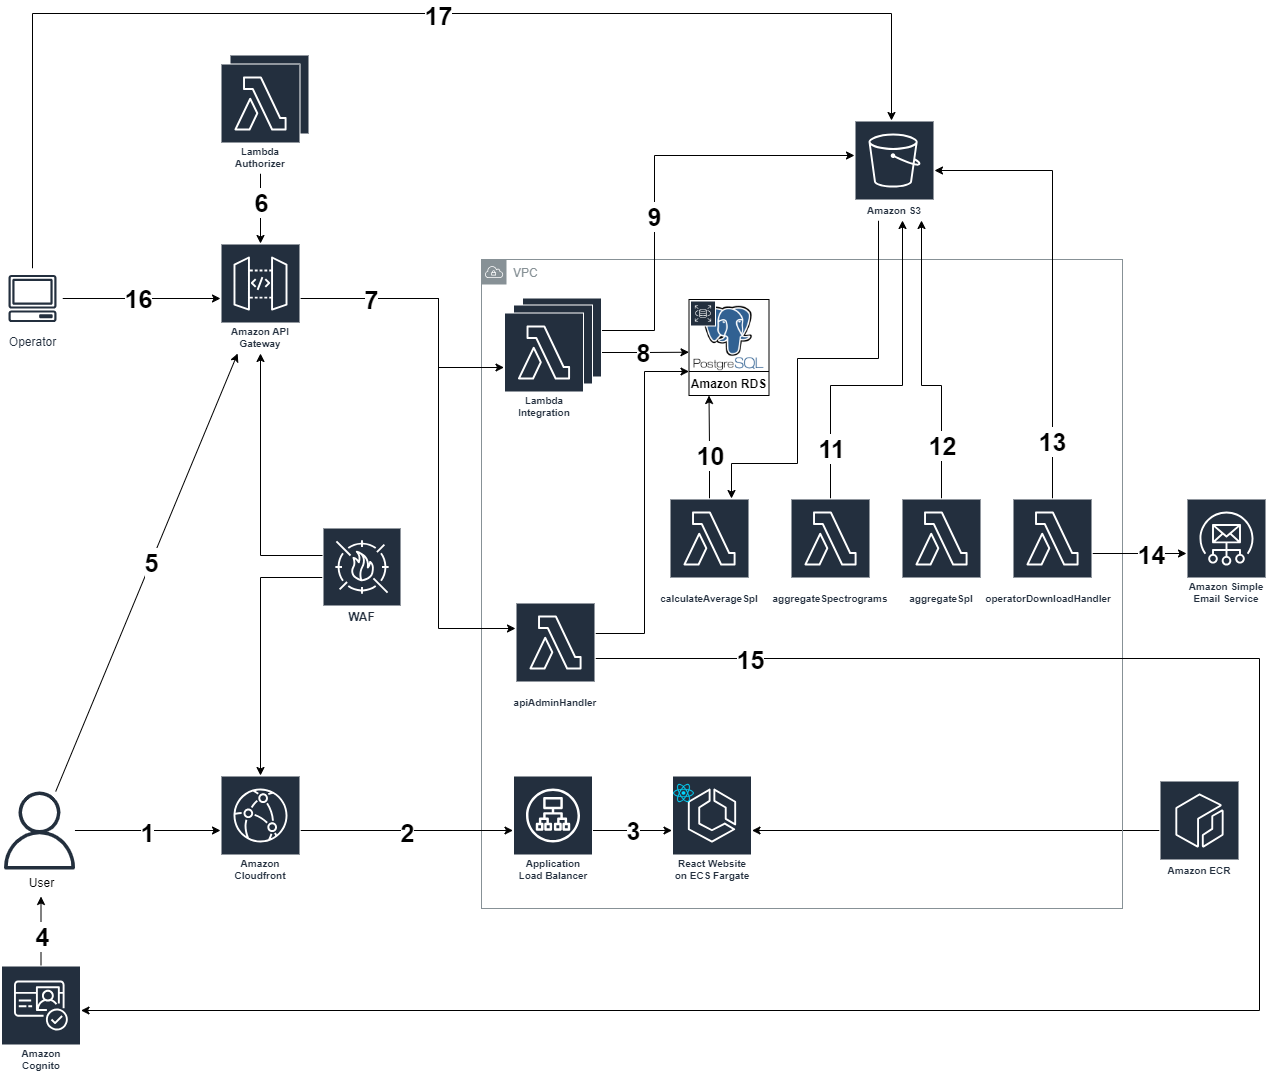 17
Lambda
Authorizer
6
Amazon S3
9
VPC
16
7
Operator
Amazon API
Gateway
8
PostgreSQL
Amazon RDS
Lambda
Integration
10
11
12
13
5
14
WAF
calculateAverageSpl
aggregateSpectrograms
aggregateSpl
operatorDownloadHandler
Amazon Simple
Email Service
15
apiAdminHandler
1
2
3
User
Amazon
Cloudfront
Application
Load Balancer
React Website
on ECS Fargate
Amazon ECR
4
Amazon
Cognito